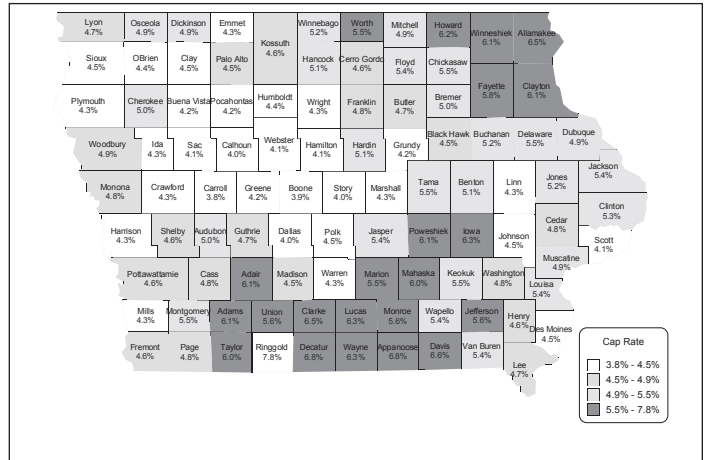 Lyon 4.7%
Osceola 4.9%
Dickinson 4.9%
Emmet 4.3%
Kossuth 4.6%
Winnebago 5.2%
Worth 5.5%
Mitchell 4.9%
Howard 6.2%
Winneshiek 6.1%
Allamakee 6.5%
Sioux 4.5%
OBrien 4.4%
Clay 4.5%
Palo Alto 4.5%
Hancock 5.1%
Cerro Gordo 4.6%
Floyd 5.4%
Chickasaw 5.5%
Plymouth 4.3%
Cherokee 5.0%
Buena Vista 4.2%
Pocahontas 4.2%
Humboldt 4.4%
Wright 4.3%
Franklin 4.8%
Butler 4.7%
Bremer 5.0%
Fayette 5.8%
Clayton 6.1%
Woodbury 4.9%
Ida 4.3%
Sac 4.1%
Calhoun 4.0%
Webster 4.1%
Hamilton 4.1%
Hardin 5.1%
Grundy 4.2%
Black Hawk 4.5%
Buchanan 5.2%
Delaware 5.5%
Dubuque 4.9%
Monona 4.8%
Crawford 4.3%
Carroll 3.8%
Greene 4.2%
Boone 3.9%
Story 4.0%
Marshall 4.3%
Tama 5.5%
Benton 5.1%
Linn 4.3%
Jones 5.2%
Jackson 5.4%
Clinton 5.3%
Harrison 4.3%
Shelby 4.6%
Audubon 5.0%
Guthrie 4.7%
Dallas 4.0%
Polk 4.5%
Jasper 5.4%
Poweshiek 6.1%
Iowa 6.3%
Johnson 4.5%
Cedar 4.8%
Scott 4.1%
Muscatine 4.9%
Pottawattamie 4.6%
Cass 4.8%
Adair 6.1%
Madison 4.5%
Warren 4.3%
Marion 5.5%
Mahaska 6.0%
Keokuk 5.5%
Washington 4.8%
Louisa 5.4%
Mills 4.3%
Montgomery 5.5%
Adams 6.1%
Union 5.6%
Clarke 6.5%
Lucas 6.3%
Monroe 5.6%
Wapello 5.4%
Jefferson 5.6%
Henry 4.6%
Des Moines 4.5%
Fremont 4.6%
Page 4.8%
Taylor 6.0%
Ringgold 7.8%
Decatur 6.8%
Wayne 6.3%
Appanoose 6.8%
Davis 6.6%
Van Buren 5.4%
Lee 4.7%
Cap Rate
3.8% - 4.5%
4.5% - 4.9%
4.9% - 5.5%
5.5% - 7.8%